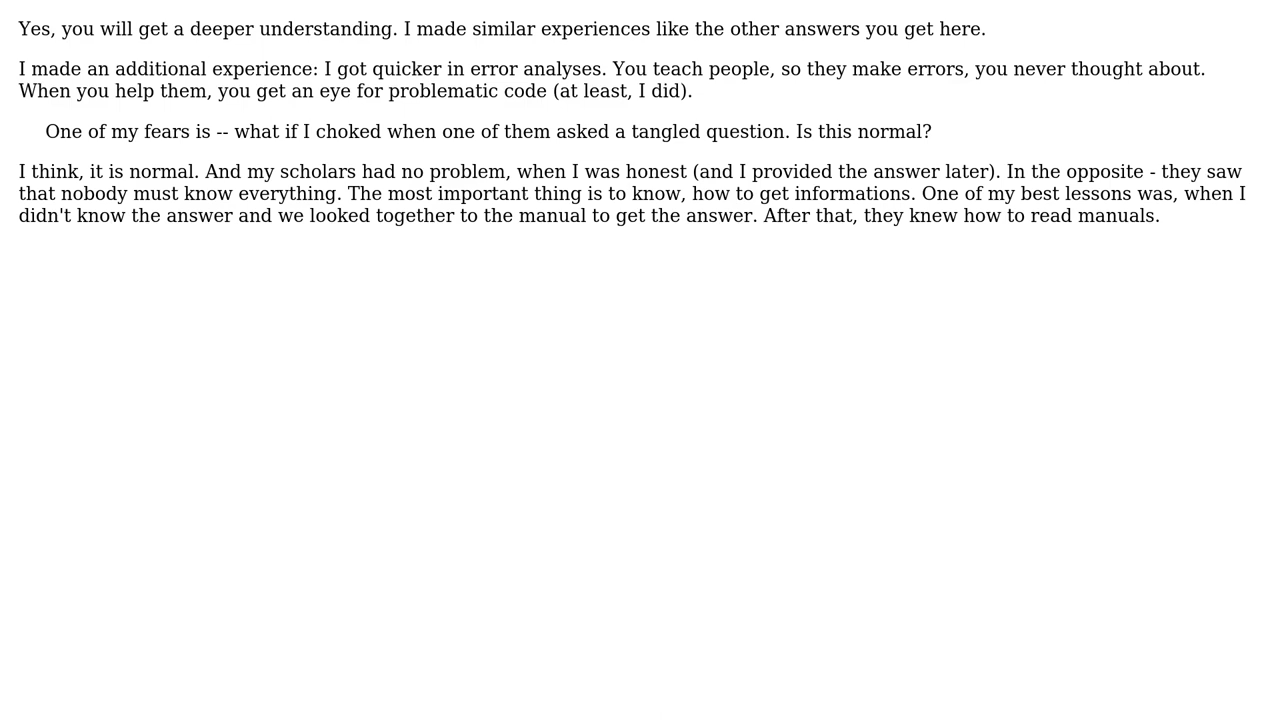 Yes, you will get a deeper understanding. I made similar experiences like the other answers you get here.
I made an additional experience: I got quicker in error analyses. You teach people, so they make errors, you never thought about.
When you help them, you get an eye for problematic code (at least, I did).
One of my fears is -- what if I choked when one of them asked a tangled question. Is this normal?
I think, it is normal. And my scholars had no problem, when I was honest (and I provided the answer later). In the opposite - they saw
that nobody must know everything. The most important thing is to know, how to get informations. One of my best lessons was, when I
didn't know the answer and we looked together to the manual to get the answer. After that, they knew how to read manuals.